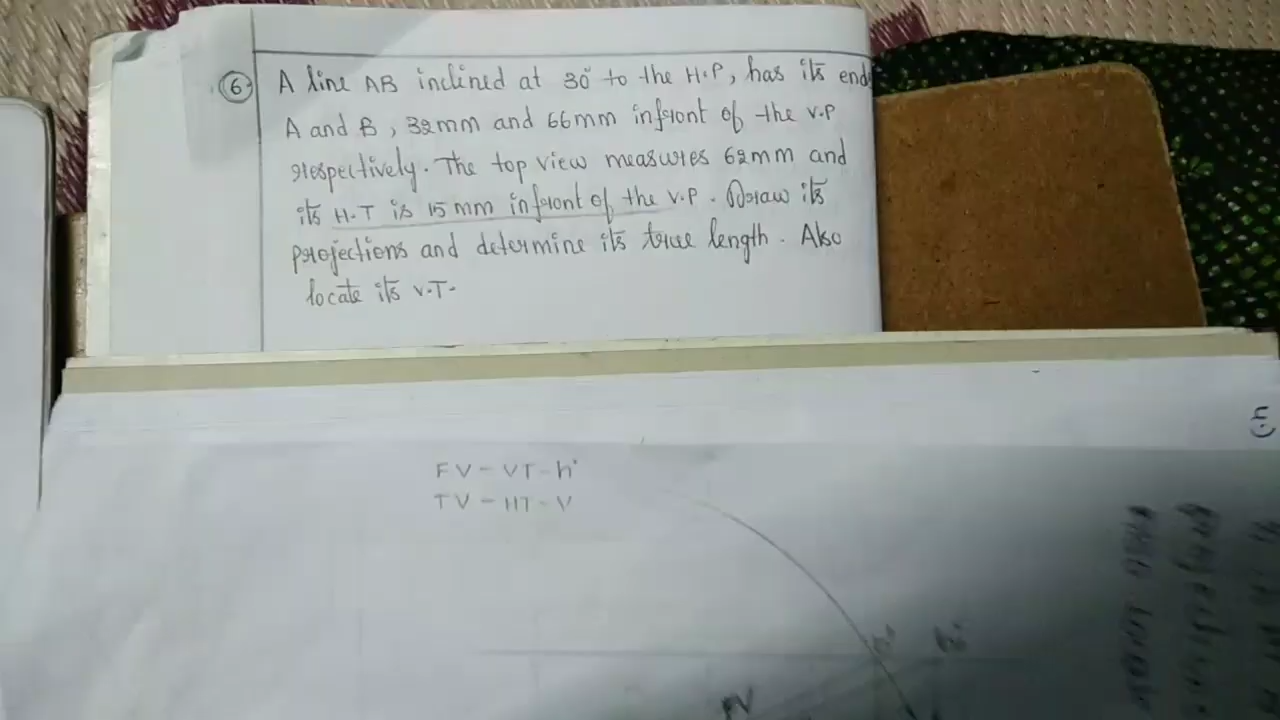 6 A line AB inclined at 30° to the H.P, has its end
A and B, 32mm and 66mm infront of the V.P
respectively. The top view measures 62mm and
its H.T is 15 mm infront of the V.P. Draw its
projections and determine its true length. Also
locate its V.T.
FV - VT - h'
TV - HT - V
FV